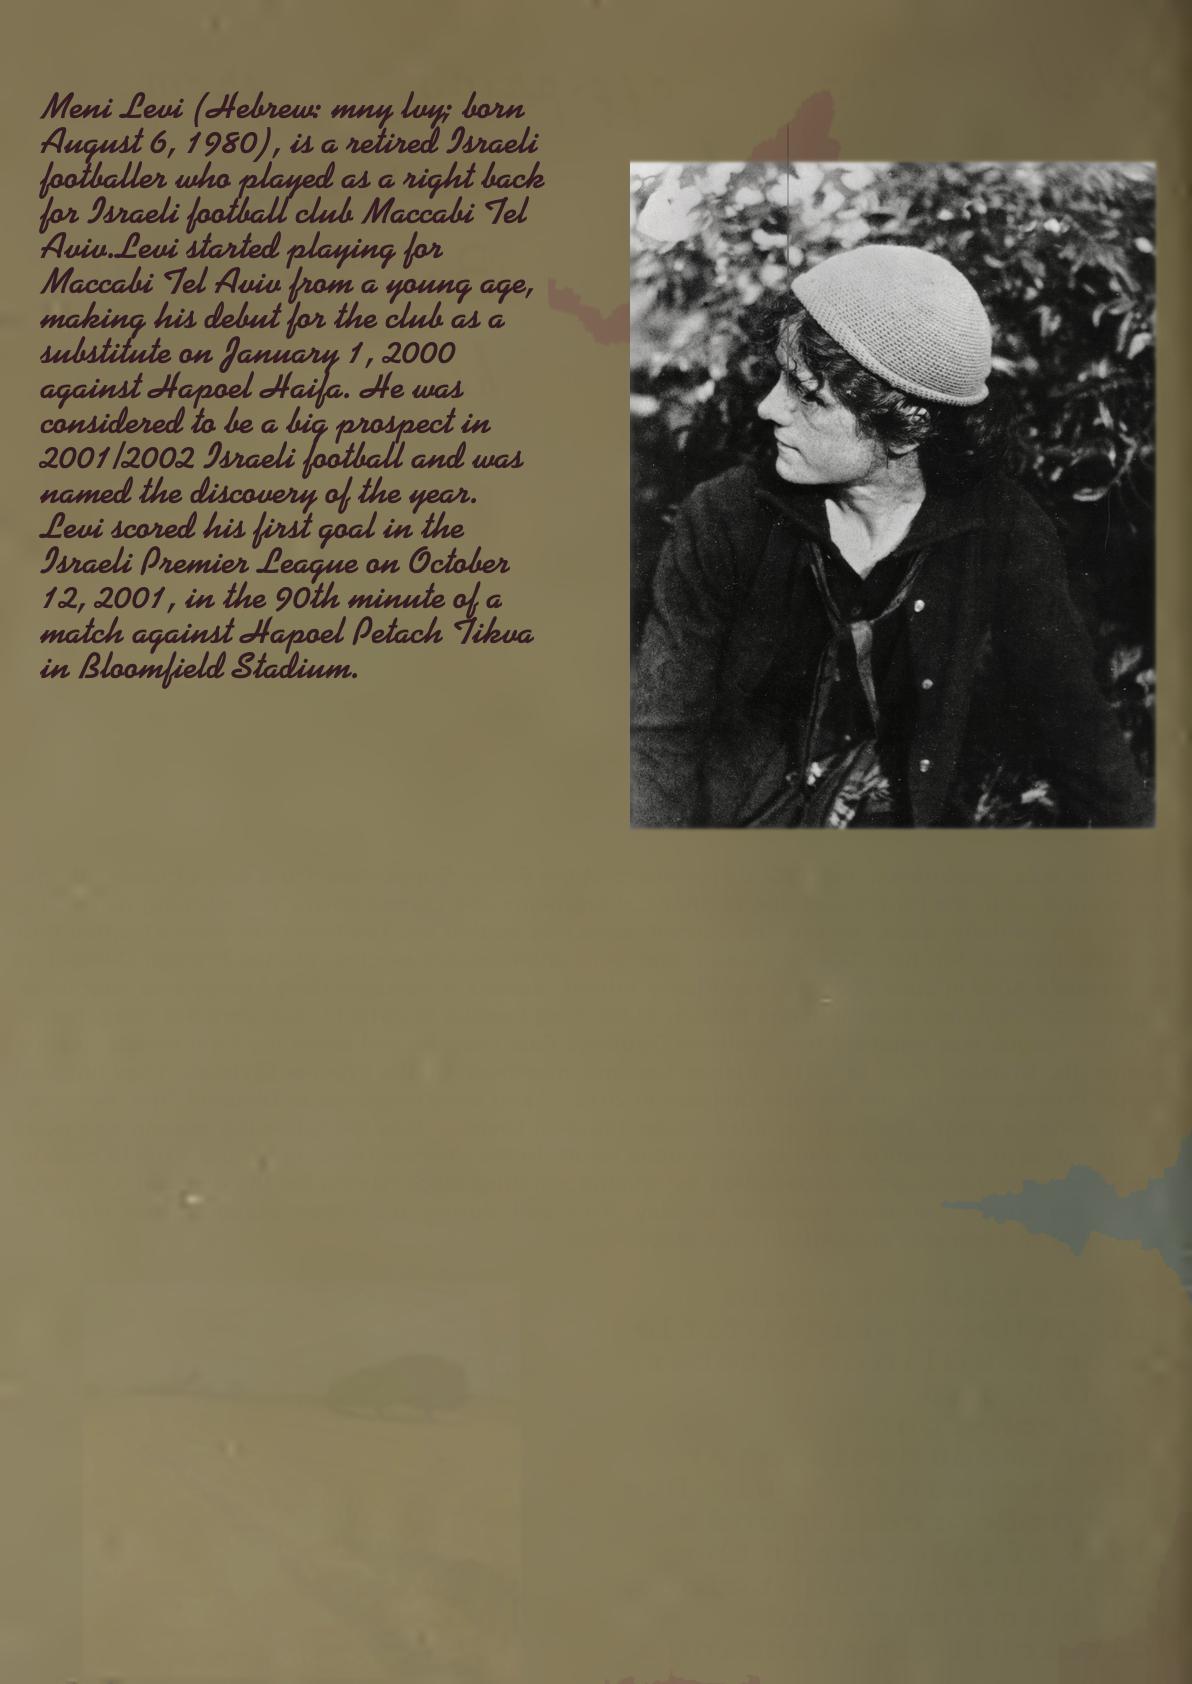 Meni Levi (Hebrew: mny lvy; born
August 6, 1980), is a retired Israeli
footballer who played as a right back
for Israeli football club Maccabi Tel
Aviv.Levi started playing for
Maccabi Tel Aviv from a young age,
making his debut for the club as a
substitute on January 1, 2000
against Hapoel Haifa. He was
considered to be a big prospect in
2001/2002 Israeli football and was
named the discovery of the year.
Levi scored his first goal in the
Israeli Premier League on October
12, 2001, in the 90th minute of a
match against Hapoel Petach Tikva
in Bloomfield Stadium.